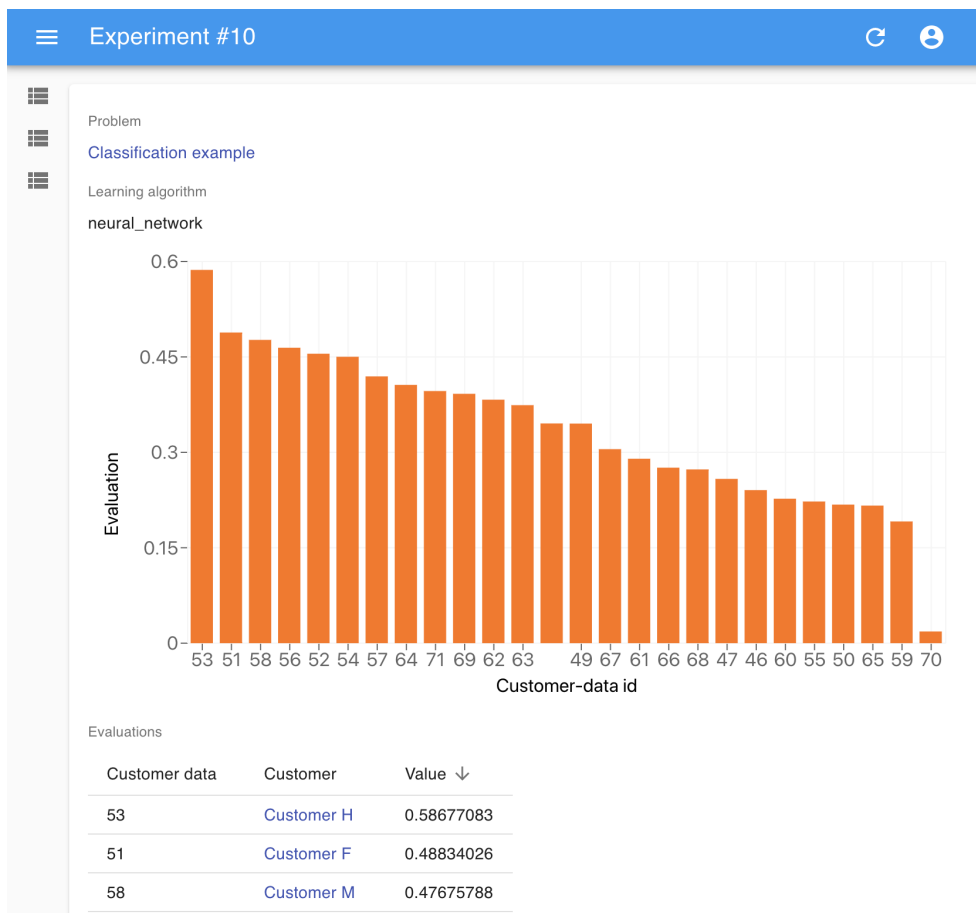 Experiment #10
Problem
Classification example
Learning algorithm
neural_network
0.6
0.45
0.3
0.15
0
Evaluation
53 51 58 56 52 54 57 64 71 69 62 63 49 67 61 66 68 47 46 60 55 50 65 59 70
Customer-data id
Evaluations
Customer data Customer Value
53 Customer H 0.58677083
51 Customer F 0.48834026
58 Customer M 0.47675788